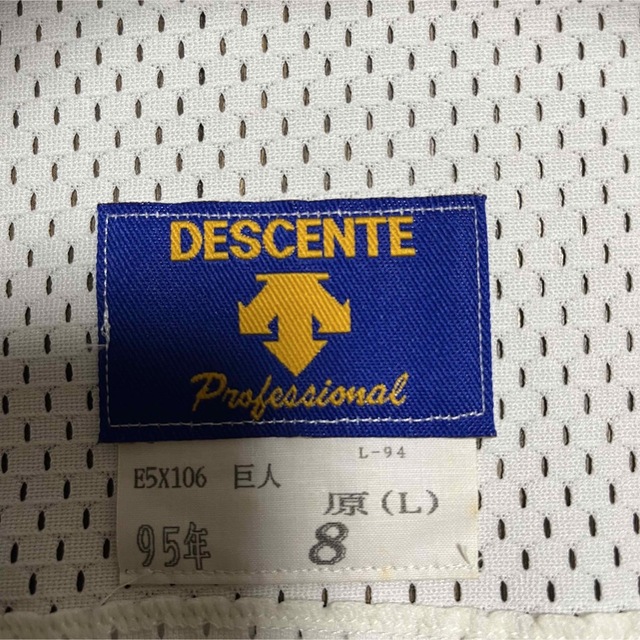 DESCENTE
Professional
L-94
E5X106 巨人
原(L)
95年 8